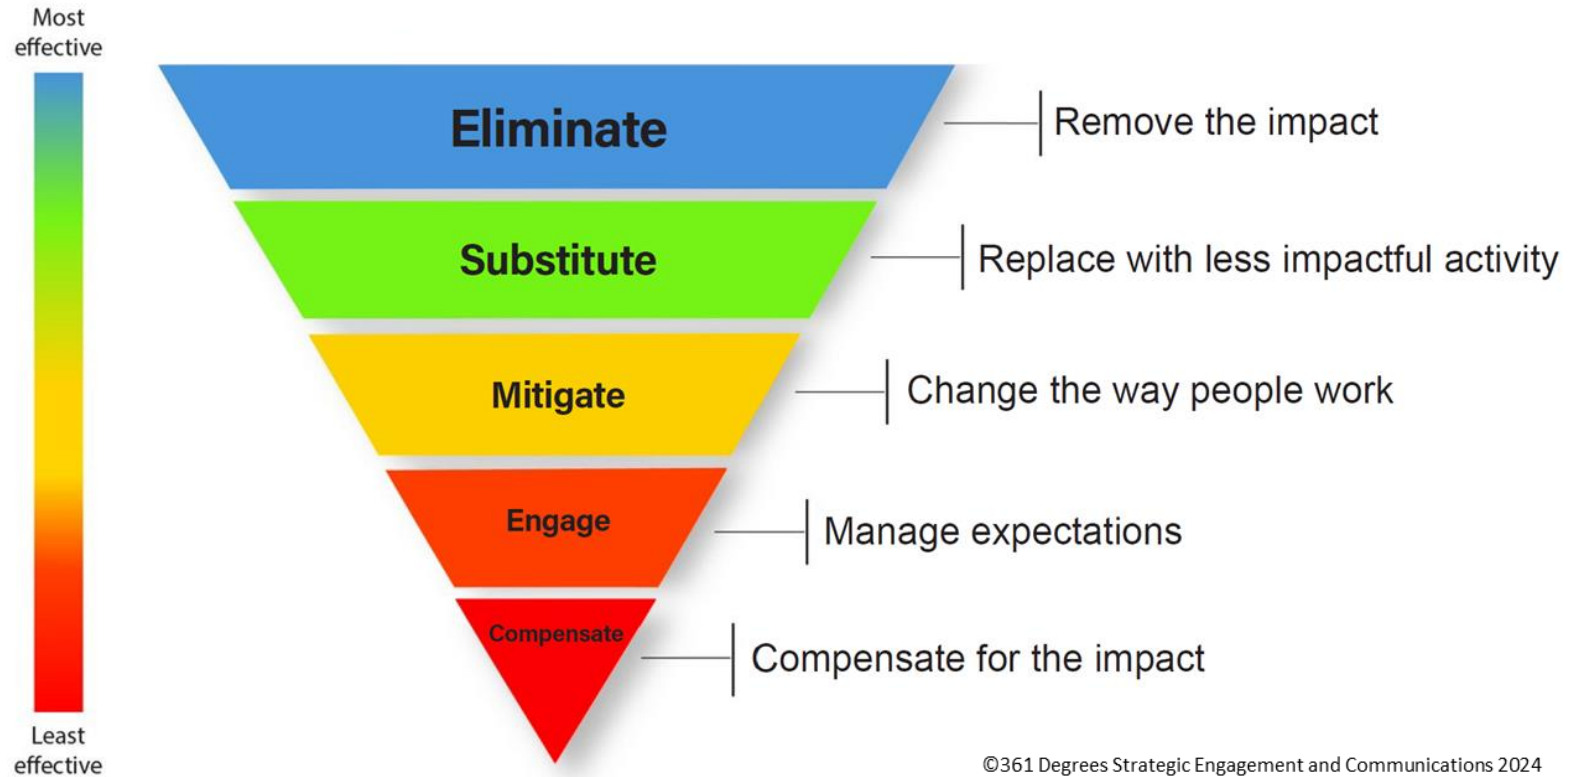 Most
effective
Eliminate
Remove the impact
Substitute
Replace with less impactful activity
Mitigate
Change the way people work
Engage
Manage expectations
Compensate
Compensate for the impact
Least
effective
©361 Degrees Strategic Engagement and Communications 2024